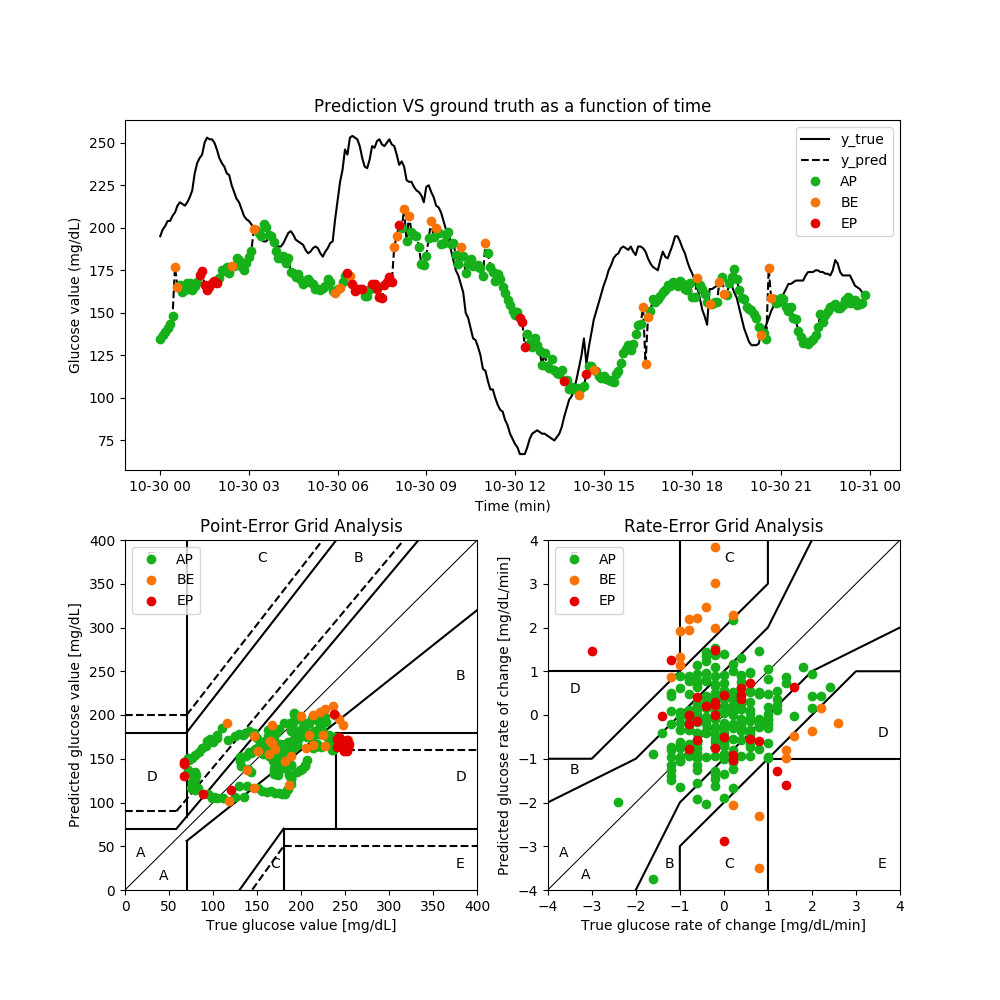 Prediction VS ground truth as a function of time
Glucose value (mg/dL)
250
225
200
175
150
125
100
75
y_true
y_pred
AP
BE
EP
10-30 00 10-30 03 10-30 06 10-30 09 10-30 12 10-30 15 10-30 18 10-30 21 10-31 00
Time (min)
Point-Error Grid Analysis
Predicted glucose value [mg/dL]
400
350
300
250
200
150
100
50
0
AP
BE
EP
C
B
B
D
D
A
A
C
E
0 50 100 150 200 250 300 350 400
True glucose value [mg/dL]
Rate-Error Grid Analysis
Predicted glucose rate of change [mg/dL/min]
4
3
2
1
0
−1
−2
−3
−4
AP
BE
EP
C
D
D
B
A
A
B
C
E
−4 −3 −2 −1 0 1 2 3 4
True glucose rate of change [mg/dL/min]